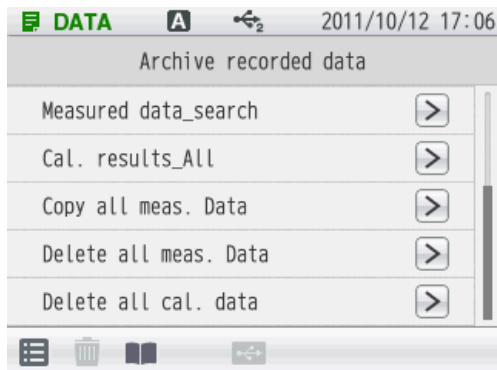 DATA A 2 2011/10/12 17:06
Archive recorded data
Measured data_search
Cal. results_All
Copy all meas. Data
Delete all meas. Data
Delete all cal. data